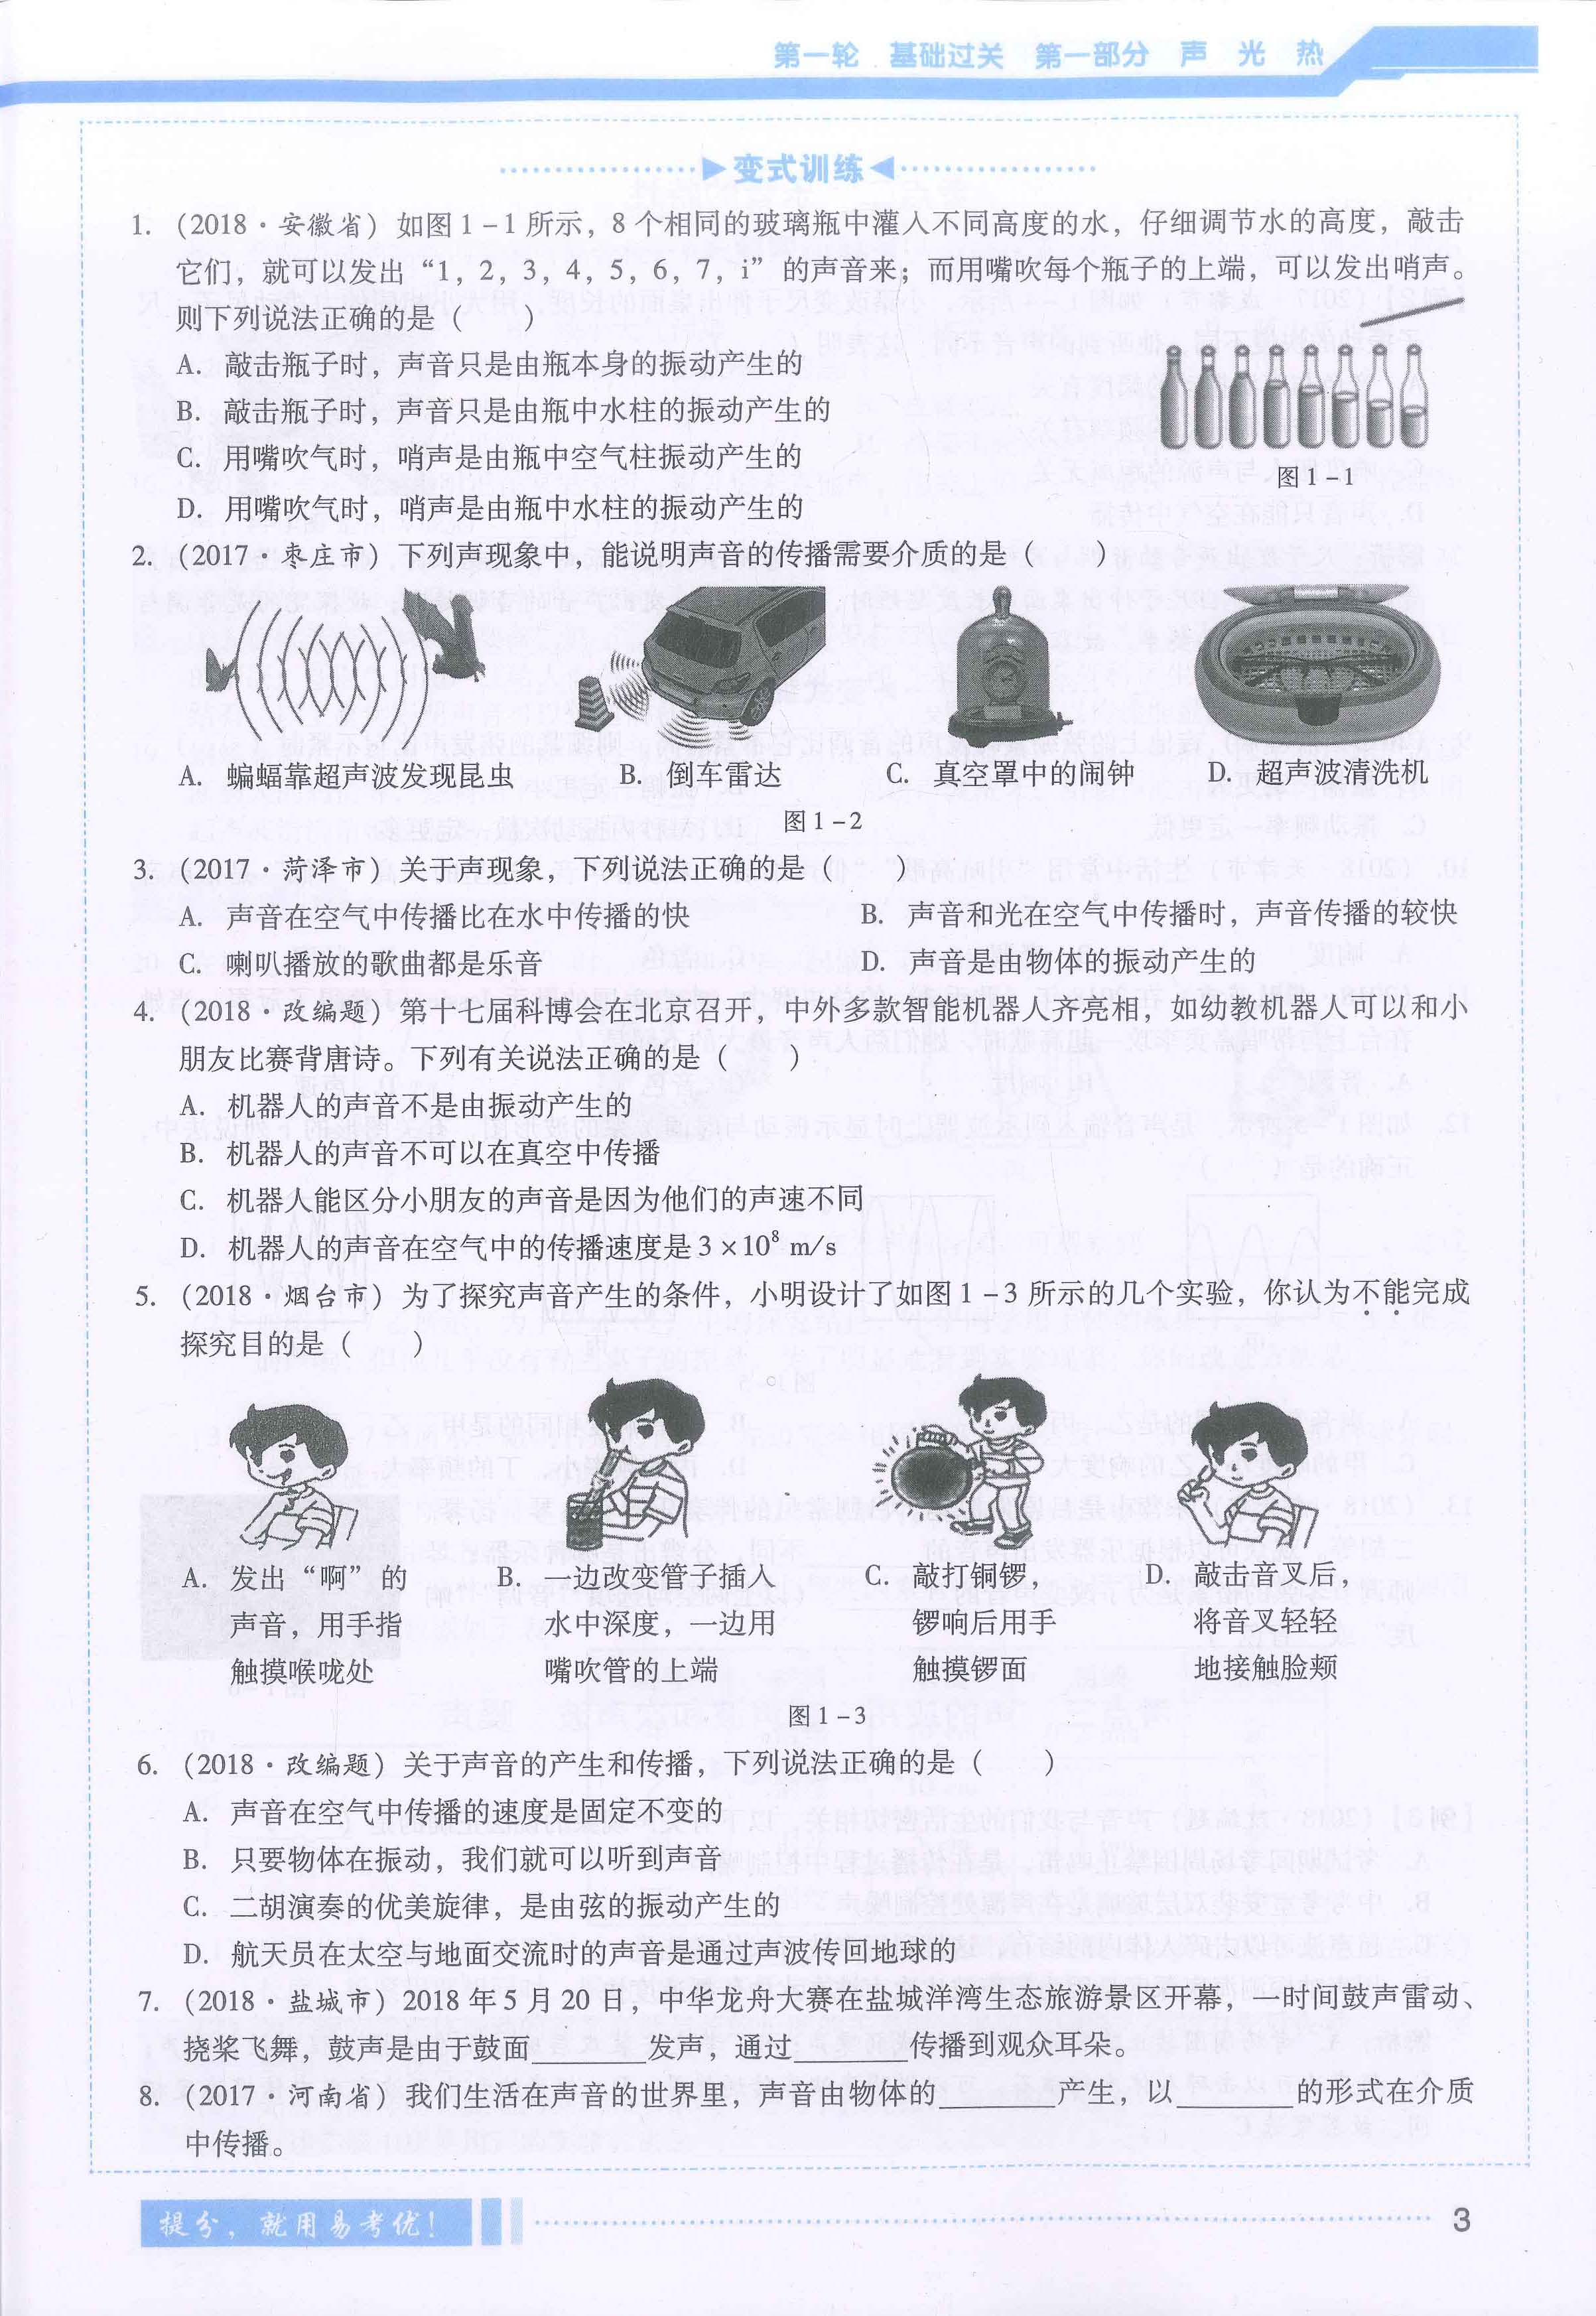 第一轮 基础过关 第一部分 声 光 热
变式训练
1. (2018·安徽省) 如图1-1所示，8个相同的玻璃瓶中灌入不同高度的水，仔细调节水的高度，敲击
它们，就可以发出“1，2，3，4，5，6，7，i”的声音来；而用嘴吹每个瓶子的上端，可以发出哨声。
则下列说法正确的是（ ）
A. 敲击瓶子时，声音只是由瓶本身的振动产生的
B. 敲击瓶子时，声音只是由瓶中水柱的振动产生的
C. 用嘴吹气时，哨声是由瓶中空气柱振动产生的
D. 用嘴吹气时，哨声是由瓶中水柱的振动产生的
图1-1
2. (2017·枣庄市) 下列声现象中，能说明声音的传播需要介质的是（ ）
A. 蝙蝠靠超声波发现昆虫 B. 倒车雷达 C. 真空罩中的闹钟 D. 超声波清洗机
图1-2
3. (2017·菏泽市) 关于声现象，下列说法正确的是（
A. 声音在空气中传播比在水中传播的快 B. 声音和光在空气中传播时，声音传播的较快
C. 喇叭播放的歌曲都是乐音 D. 声音是由物体的振动产生的
4. (2018·改编题) 第十七届科博会在北京召开，中外多款智能机器人齐亮相，如幼教机器人可以和小
朋友比赛背唐诗。下列有关说法正确的是（ ）
A. 机器人的声音不是由振动产生的
B. 机器人的声音不可以在真空中传播
C. 机器人能区分小朋友的声音是因为他们的声速不同
D. 机器人的声音在空气中的传播速度是3×10⁸ m/s
5. (2018·烟台市) 为了探究声音产生的条件，小明设计了如图1-3所示的几个实验，你认为不能完成
探究目的是（ ）
A. 发出“啊”的 B. 一边改变管子插入 C. 敲打铜锣， D. 敲击音叉后，
声音，用手指 水中深度，一边用 锣响后用手 将音叉轻轻
触摸喉咙处 嘴吹管的上端 触摸锣面 地接触脸颊
图1-3
6. (2018·改编题) 关于声音的产生和传播，下列说法正确的是（ ）
A. 声音在空气中传播的速度是固定不变的
B. 只要物体在振动，我们就可以听到声音
C. 二胡演奏的优美旋律，是由弦的振动产生的
D. 航天员在太空与地面交流时的声音是通过声波传回地球的
7. (2018·盐城市) 2018年5月20日，中华龙舟大赛在盐城洋湾生态旅游景区开幕，一时间鼓声雷动、
挠桨飞舞，鼓声是由于鼓面________发声，通过________传播到观众耳朵。
8. (2017·河南省) 我们生活在声音的世界里，声音由物体的________产生，以________的形式在介质
中传播。
提分，就用易考优！
3